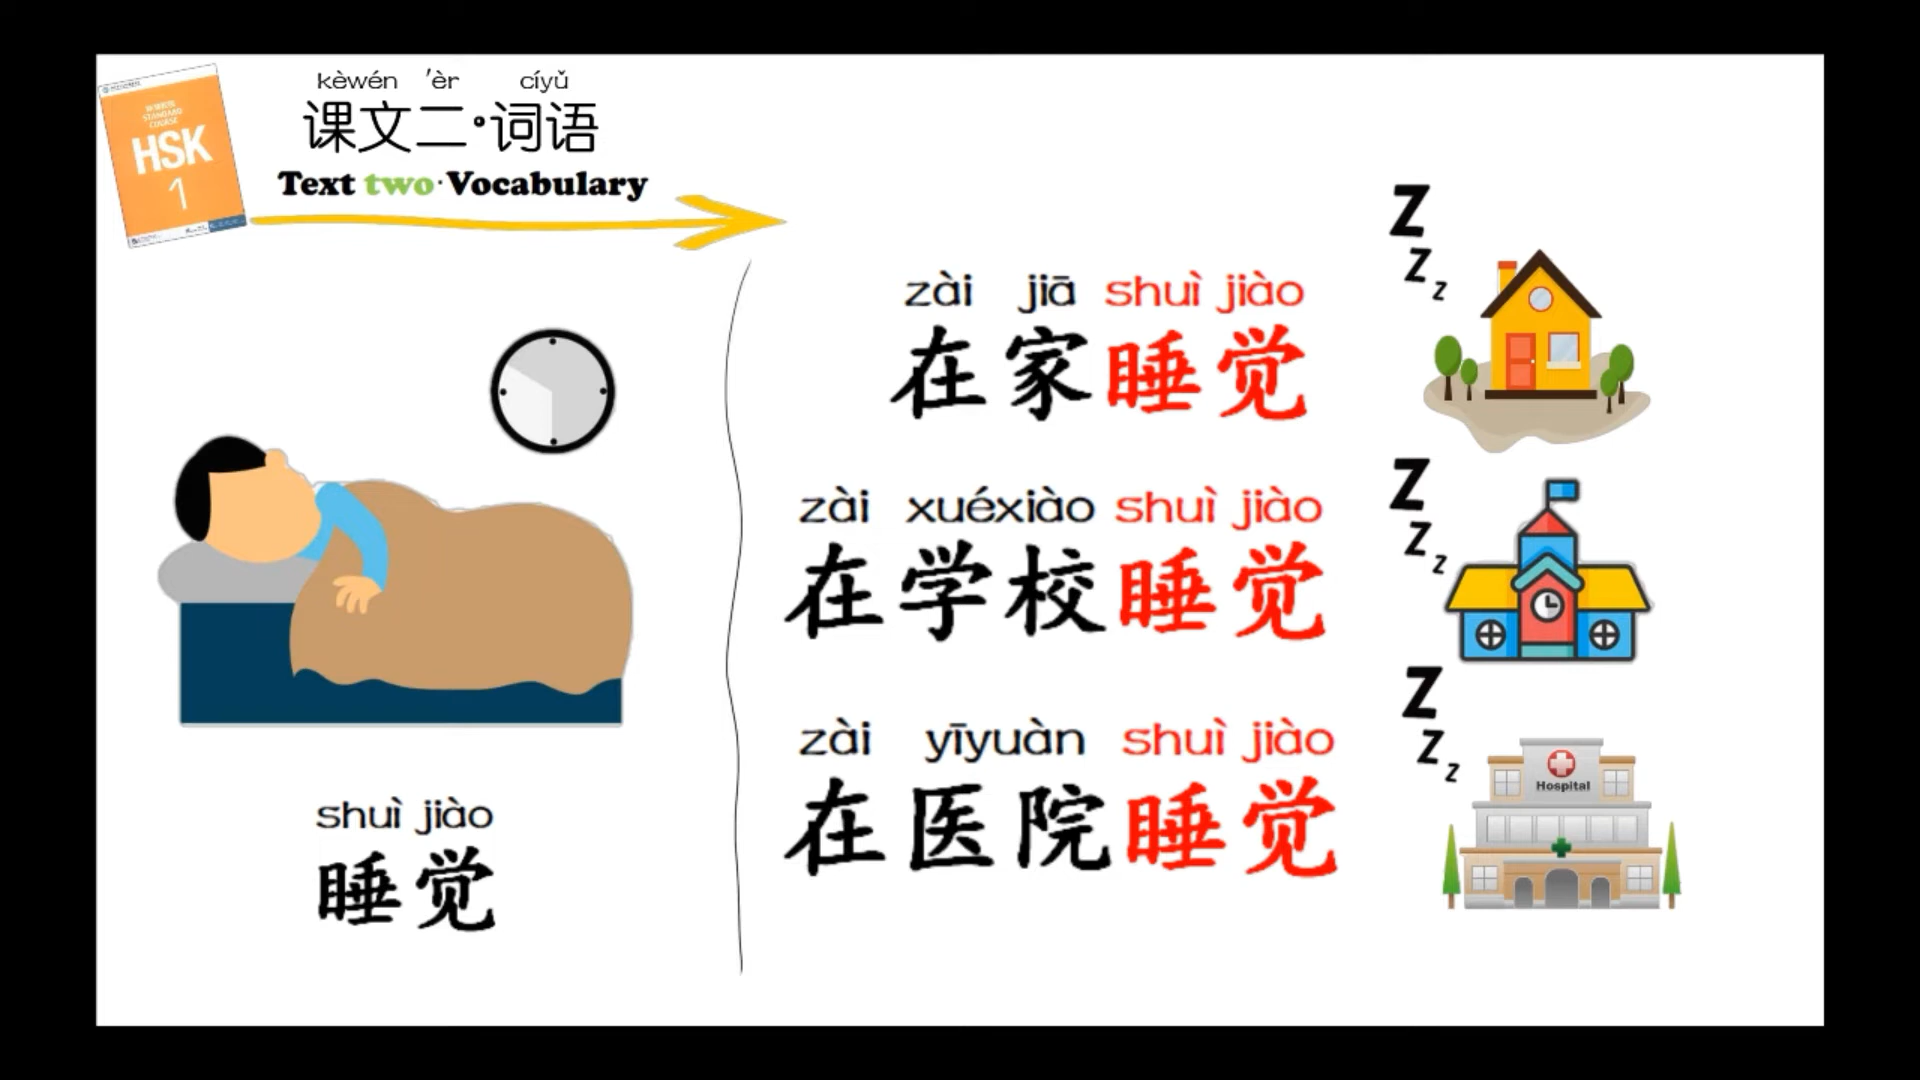 kèwén 'èr cíyǔ
课文二·词语
Text two·Vocabulary
STANDARD
COURSE
HSK
1
shuì jiào
睡觉
zài jiā shuì jiào
在家睡觉
zài xuéxiào shuì jiào
在学校睡觉
zài yīyuàn shuì jiào
在医院睡觉
Z
Z
Z
Z
Z
Z
Z
Z
Z
Hospital